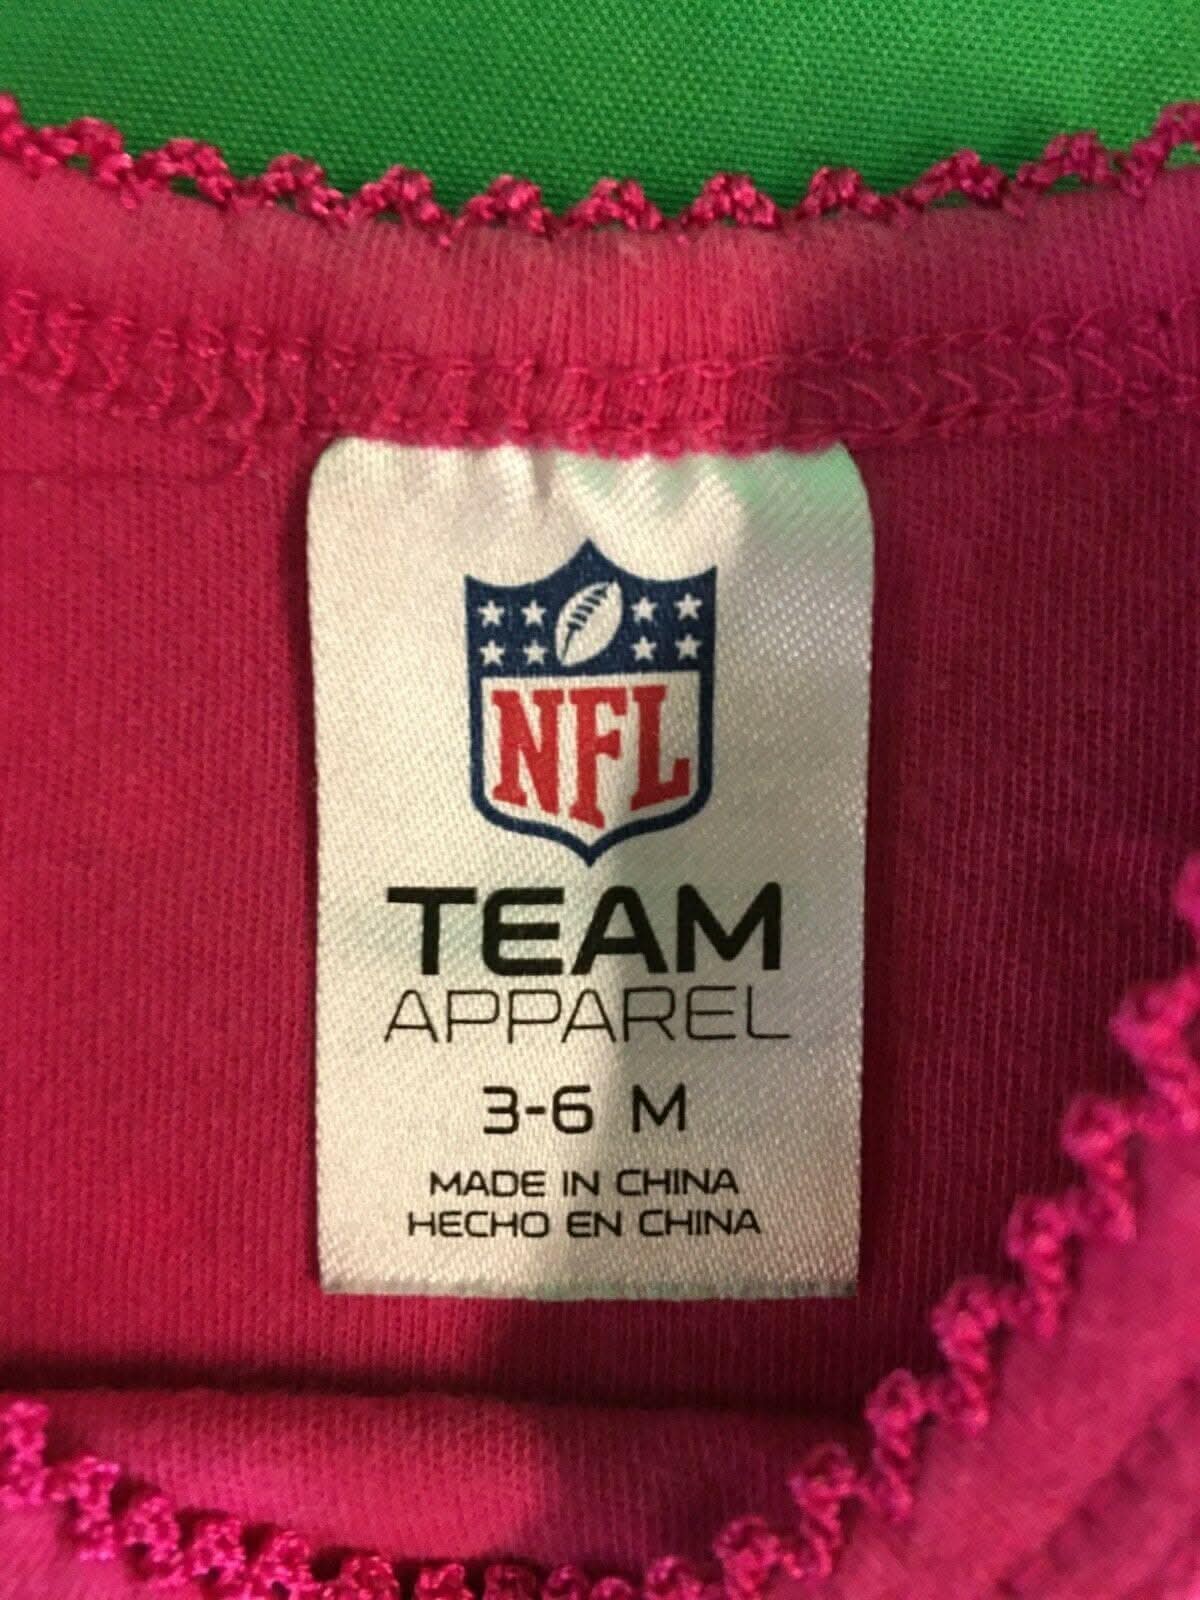 NFL
TEAM
APPAREL
3-6 M
MADE IN CHINA
HECHO EN CHINA